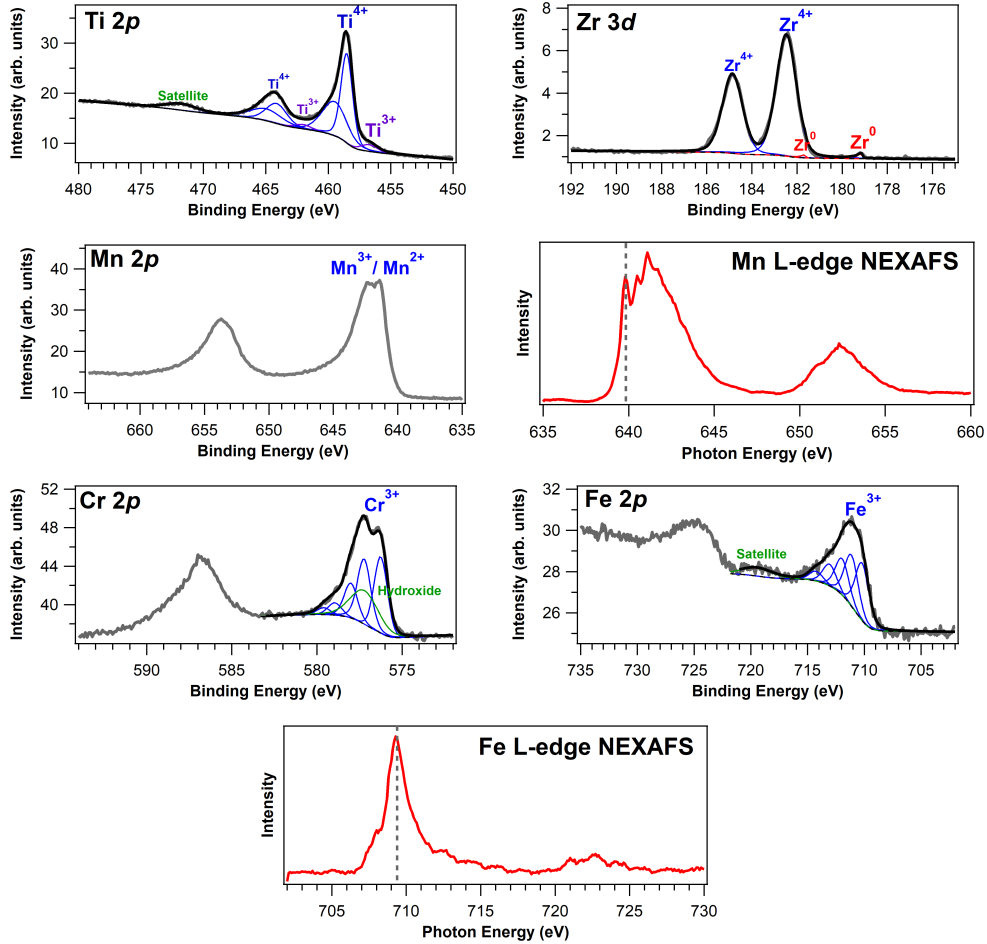 Ti 2p
Ti4+
Ti4+
Satellite
Ti3+
Ti3+
30
20
10
480 475 470 465 460 455 450
Binding Energy (eV)
Intensity (arb. units)
Zr 3d
Zr4+
Zr4+
Zr0
Zr0
8
6
4
2
192 190 188 186 184 182 180 178 176
Binding Energy (eV)
Intensity (arb. units)
Mn 2p
Mn3+/ Mn2+
40
30
20
10
660 655 650 645 640 635
Binding Energy (eV)
Intensity (arb. units)
Mn L-edge NEXAFS
635 640 645 650 655 660
Photon Energy (eV)
Intensity
Cr 2p
Cr3+
Hydroxide
52
48
44
40
590 585 580 575
Binding Energy (eV)
Intensity (arb. units)
Fe 2p
Fe3+
Satellite
32
30
28
26
735 730 725 720 715 710 705
Binding Energy (eV)
Intensity (arb. units)
Fe L-edge NEXAFS
705 710 715 720 725 730
Photon Energy (eV)
Intensity